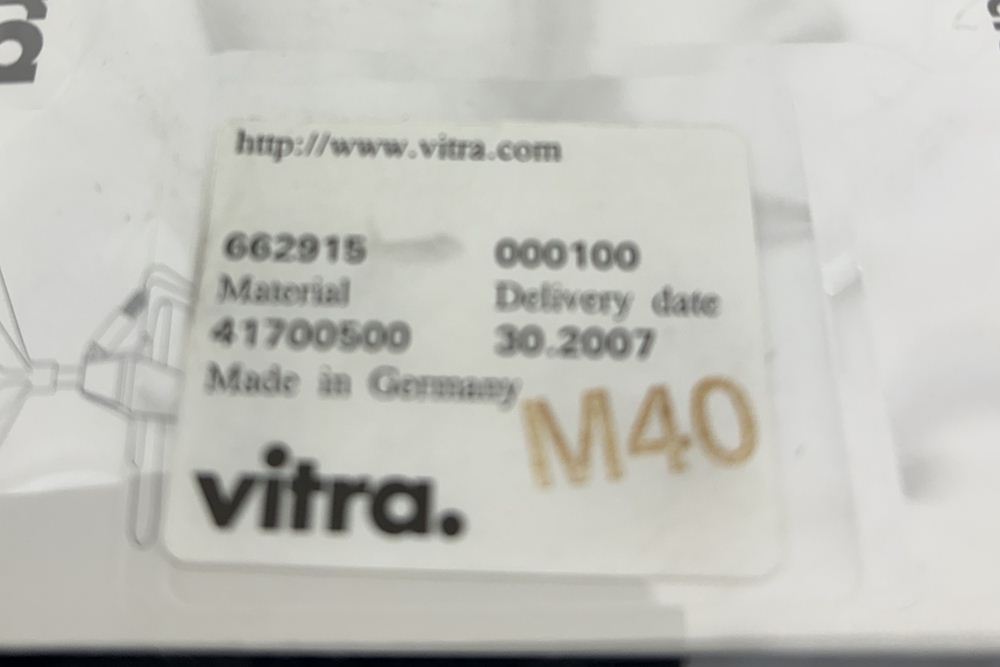 http://www.vitra.com
662915 000100
Material Delivery date
41700500 30.2007
Made in Germany
M40
vitra.